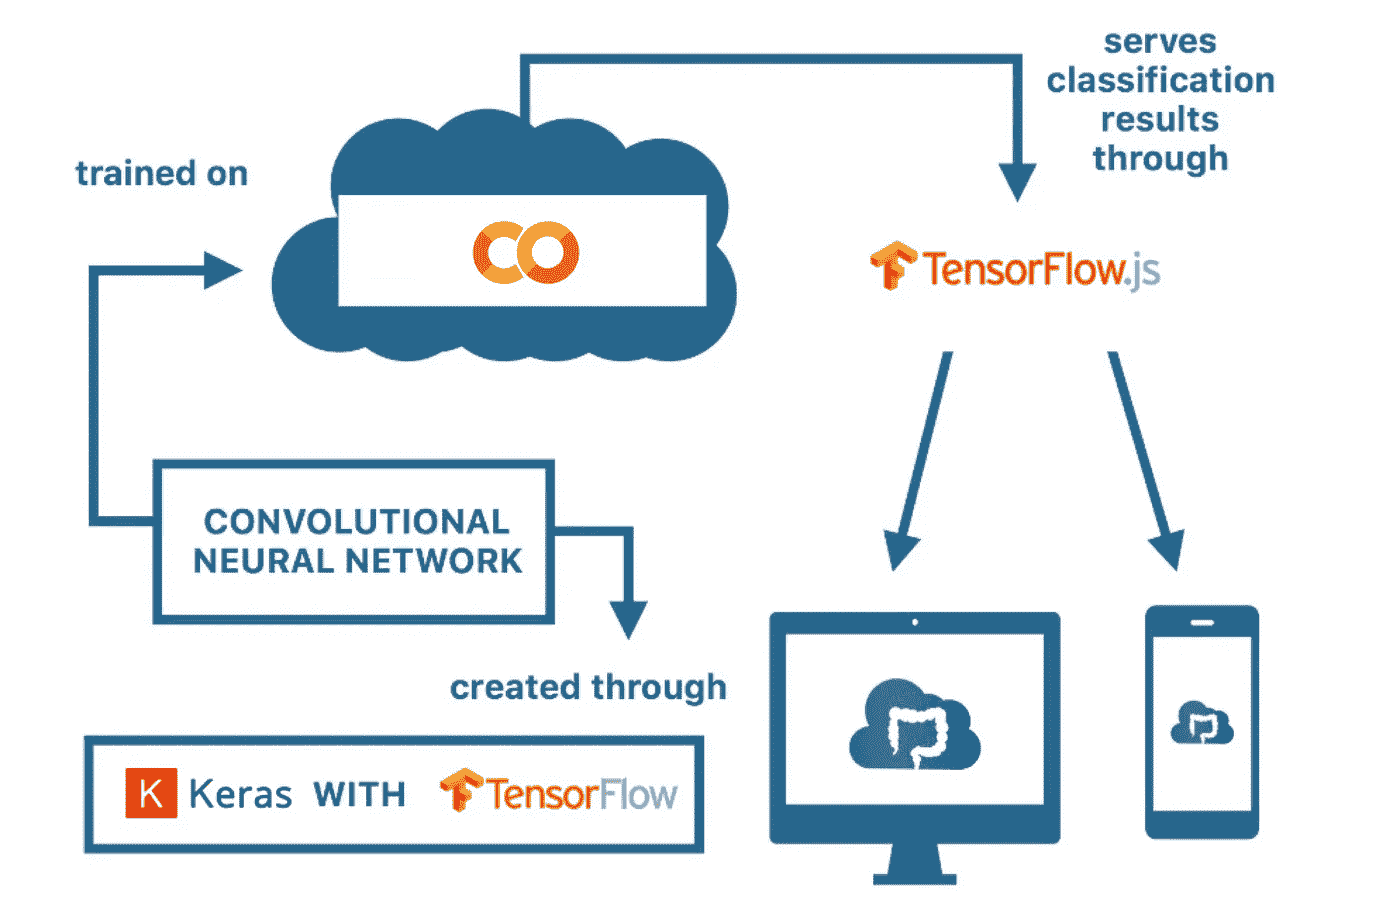 serves
classification
results
through
trained on
CO
TensorFlow.js
CONVOLUTIONAL
NEURAL NETWORK
created through
K Keras WITH TensorFlow